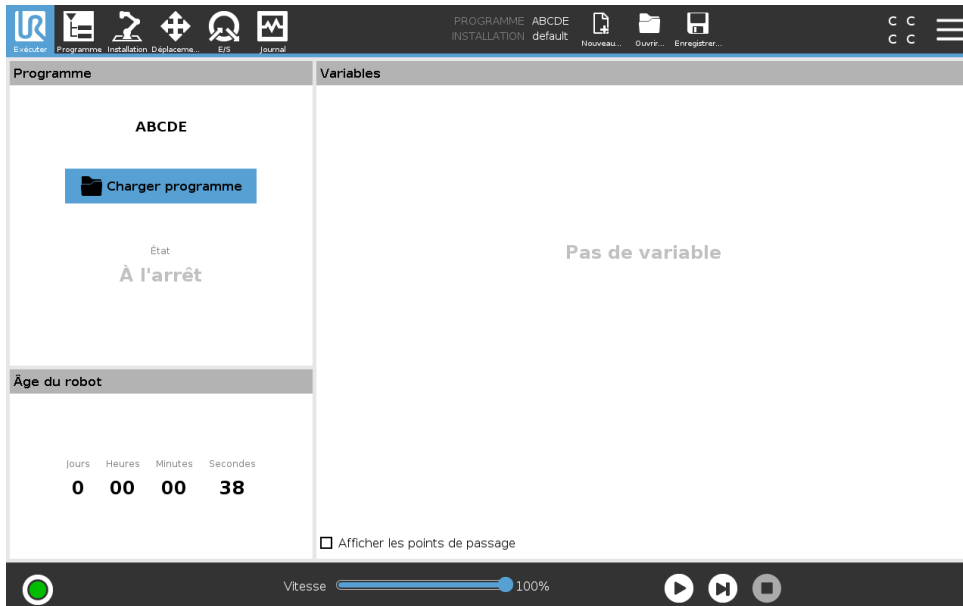 PROGRAMME ABCDE
INSTALLATION default
C C
C C
Exécuter Programme Installation Déplaceme... E/S Journal
Nouveau... Ouvrir... Enregistrer...
Programme
ABCDE
Charger programme
État
À l'arrêt
Variables
Pas de variable
Âge du robot
Jours Heures Minutes Secondes
0 00 00 38
Afficher les points de passage
Vitesse 100%